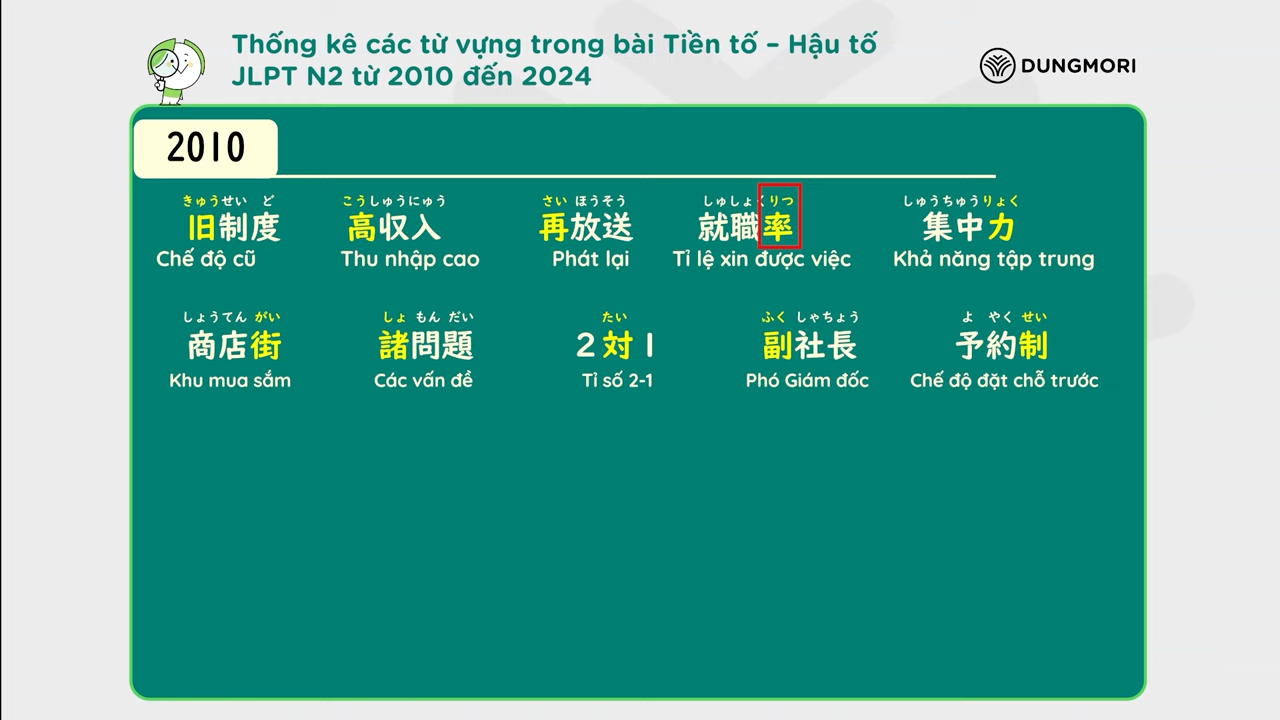 Thống kê các từ vựng trong bài Tiền tố – Hậu tố
JLPT N2 từ 2010 đến 2024
DUNGMORI
2010
きゅうせい ど こうしゅうにゅう さい ほうそう しゅしょくりつ しゅうちゅうりょく
旧制度 高収入 再放送 就職率 集中力
Chế độ cũ Thu nhập cao Phát lại Tỉ lệ xin được việc Khả năng tập trung
しょうてん がい しょ もん だい たい ふく しゃちょう よ やく せい
商店街 諸問題 2対1 副社長 予約制
Khu mua sắm Các vấn đề Tỉ số 2-1 Phó Giám đốc Chế độ đặt chỗ trước